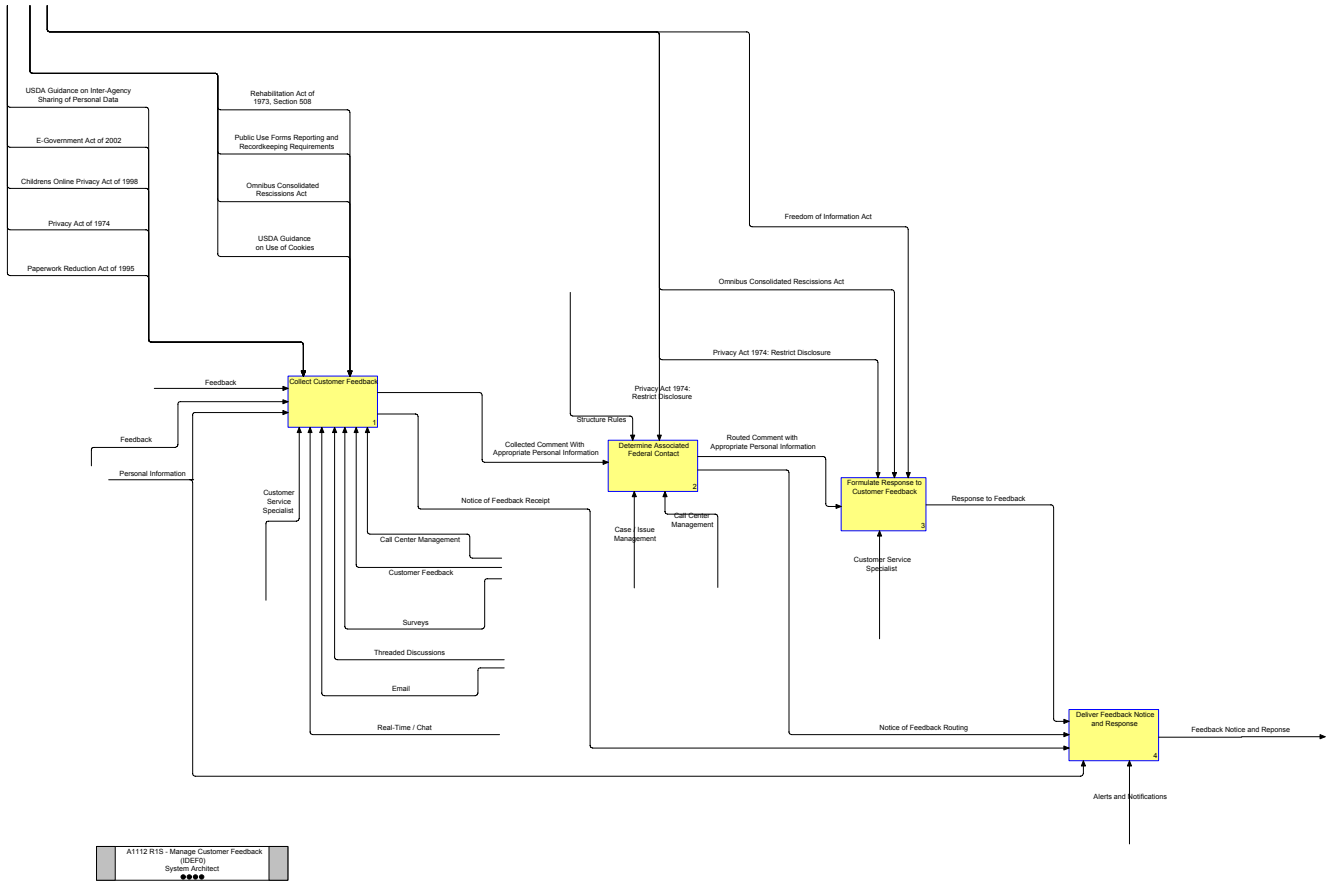 USDA Guidance on Inter-Agency
Sharing of Personal Data
E-Government Act of 2002
Childrens Online Privacy Act of 1998
Privacy Act of 1974
Paperwork Reduction Act of 1995
Rehabilitation Act of
1973, Section 508
Public Use Forms Reporting and
Recordkeeping Requirements
Omnibus Consolidated
Rescissions Act
USDA Guidance
on Use of Cookies
Freedom of Information Act
Omnibus Consolidated Rescissions Act
Privacy Act 1974: Restrict Disclosure
Privacy Act 1974:
Restrict Disclosure
Structure Rules
Feedback
Feedback
Personal Information
Collect Customer Feedback
1
Collected Comment With
Appropriate Personal Information
Notice of Feedback Receipt
Customer
Service
Specialist
Call Center Management
Customer Feedback
Surveys
Threaded Discussions
Email
Real-Time / Chat
Determine Associated
Federal Contact
2
Routed Comment with
Appropriate Personal Information
Case / Issue
Management
Call Center
Management
Formulate Response to
Customer Feedback
3
Response to Feedback
Customer Service
Specialist
Notice of Feedback Routing
Deliver Feedback Notice
and Response
4
Feedback Notice and Reponse
Alerts and Notifications
A1112 R1S - Manage Customer Feedback
(IDEF0)
System Architect